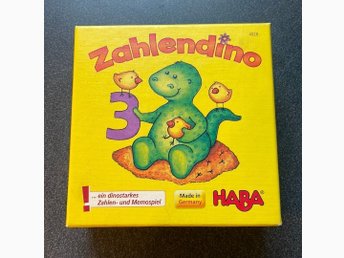 Zahlendino
3
! ... ein dinostarkes
Zahlen- und Memospiel
Made in
Germany
HABA